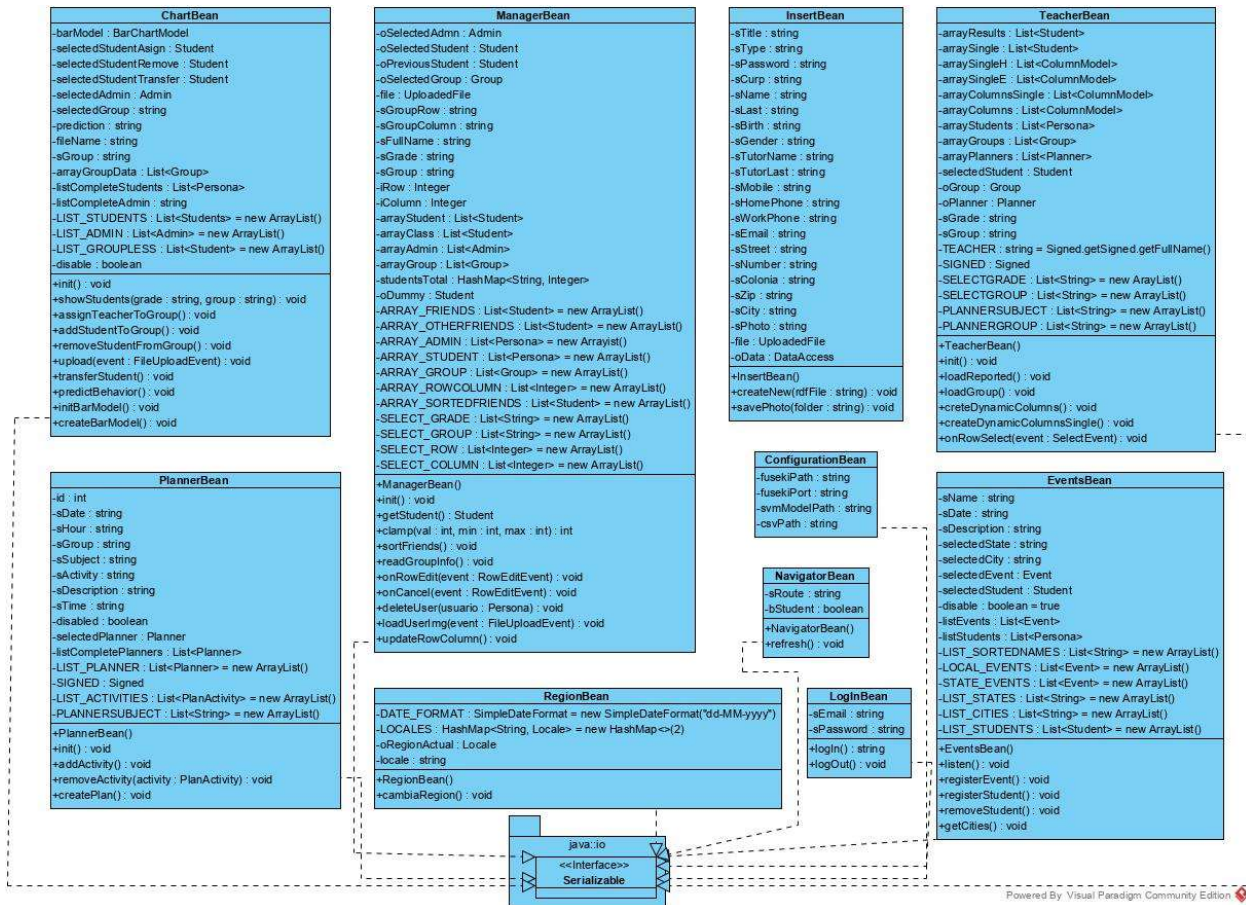 ChartBean
-barModel : BarChartModel
-selectedStudentAsign : Student
-selectedStudentRemove : Student
-selectedStudentTransfer : Student
-selectedAdmin : Admin
-selectedGroup : string
-prediction : string
-fileName : string
-sGroup : string
-arrayGroupData : List<Group>
-listCompleteStudents : List<Persona>
-listCompleteAdmin : string
-LIST_STUDENTS : List<Students> = new ArrayList()
-LIST_ADMIN : List<Admin> = new ArrayList()
-LIST_GROUPLESS : List<Student> = new ArrayList()
-disable : boolean
+init() : void
+showStudents(grade : string, group : string) : void
+assignTeacherToGroup() : void
+addStudentToGroup() : void
+removeStudentFromGroup() : void
+upload(event : FileUploadEvent) : void
+transferStudent() : void
+predictBehavior() : void
+initBarModel() : void
+createBarModel() : void
ManagerBean
-oSelectedAdmn : Admin
-oSelectedStudent : Student
-oPreviousStudent : Student
-oSelectedGroup : Group
-file : UploadedFile
-sGroupRow : string
-sGroupColumn : string
-sFullName : string
-sGrade : string
-sGroup : string
-iRow : Integer
-iColumn : Integer
-arrayStudent : List<Student>
-arrayClass : List<Student>
-arrayAdmin : List<Admin>
-arrayGroup : List<Group>
-studentsTotal : HashMap<String, Integer>
-oDummy : Student
-ARRAY_FRIENDS : List<Student> = new ArayList()
-ARRAY_OTHERFRIENDS : List<Student> = new ArrayList()
-ARRAY_ADMIN : List<Persona> = new Arrayist()
-ARRAY_STUDENT : List<Persona> = new ArrayList()
-ARRAY_GROUP : List<Group> = new ArrayList()
-ARRAY_ROWCOLUMN : List<Integer> = new ArrayList()
-ARRAY_SORTEDFRIENDS : List<Student> = new ArrayList()
-SELECT_GRADE : List<String> = new ArrayList()
-SELECT_GROUP : List<String> = new ArrayList()
-SELECT_ROW : List<Integer> = new ArrayList()
-SELECT_COLUMN : List<Integer> = new ArrayList()
+ManagerBean()
+init() : void
+getStudent() : Student
+clamp(val : int, min : int, max : int) : int
+sortFriends() : void
+readGroupInfo() : void
+onRowEdit(event : RowEditEvent) : void
+onCancel(event : RowEditEvent) : void
+deleteUser(usuario : Persona) : void
+loadUserImg(event : FileUploadEvent) : void
+updateRowColumn() : void
InsertBean
-sTitle : string
-sType : string
-sPassword : string
-sCurp : string
-sName : string
-sLast : string
-sBirth : string
-sGender : string
-sTutorName : string
-sTutorLast : string
-sMobile : string
-sHomePhone : string
-sWorkPhone : string
-sEmail : string
-sStreet : string
-sNumber : string
-sColonia : string
-sZip : string
-sCity : string
-sPhoto : string
-file : UploadedFile
-oData : DataAccess
+InsertBean()
+createNew(rdfFile : string) : void
+savePhoto(folder : string) : void
TeacherBean
-arrayResults : List<Student>
-arraySingle : List<Student>
-arraySingleH : List<ColumnModel>
-arraySingleE : List<ColumnModel>
-arrayColumnsSingle : List<ColumnModel>
-arrayColumns : List<ColumnModel>
-arrayStudents : List<Persona>
-arrayGroups : List<Group>
-arrayPlanners : List<Planner>
-selectedStudent : Student
-oGroup : Group
-oPlanner : Planner
-sGrade : string
-sGroup : string
-TEACHER : string = Signed.getSigned.getFullName()
-SIGNED : Signed
-SELECTGRADE : List<String> = new ArrayList()
-SELECTGROUP : List<String> = new ArrayList()
-PLANNERSUBJECT : List<String> = new ArrayList()
-PLANNERGROUP : List<String> = new ArrayList()
+TeacherBean()
+init() : void
+loadReported() : void
+loadGroup() : void
+creteDynamicColumns() : void
+createDynamicColumnsSingle() : void
+onRowSelect(event : SelectEvent) : void
PlannerBean
-id : int
-sDate : string
-sHour : string
-sGroup : string
-sSubject : string
-sActivity : string
-sDescription : string
-sTime : string
-disabled : boolean
-selectedPlanner : Planner
-listCompletePlanners : List<Planner>
-LIST_PLANNER : List<Planner> = new ArrayList()
-SIGNED : Signed
-LIST_ACTIVITIES : List<PlanActivity> = new ArrayList()
-PLANNERSUBJECT : List<String> = new ArrayList()
+PlannerBean()
+init() : void
+addActivity() : void
+removeActivity(activity : PlanActivity) : void
+createPlan() : void
ConfigurationBean
-fusekiPath : string
-fusekiPort : string
-svmModelPath : string
-csvPath : string
NavigatorBean
-sRoute : string
-bStudent : boolean
+NavigatorBean()
+refresh() : void
EventsBean
-sName : string
-sDate : string
-sDescription : string
-selectedState : string
-selectedCity : string
-selectedEvent : Event
-selectedStudent : Student
-disable : boolean = true
-listEvents : List<Event>
-listStudents : List<Persona>
-LIST_SORTEDNAMES : List<String> = new ArrayList()
-LOCAL_EVENTS : List<Event> = new ArrayList()
-STATE_EVENTS : List<Event> = new ArrayList()
-LIST_STATES : List<String> = new ArrayList()
-LIST_CITIES : List<String> = new ArrayList()
-LIST_STUDENTS : List<Student> = new ArrayList()
+EventsBean()
+listen() : void
+registerEvent() : void
+registerStudent() : void
+removeStudent() : void
+getCities() : void
RegionBean
-DATE_FORMAT : SimpleDateFormat = new SimpleDateFormat("dd-MM-yyyy")
-LOCALES : HashMap<String, Locale> = new HashMap<>(2)
-oRegionActual : Locale
-locale : string
+RegionBean()
+cambiaRegion() : void
LogInBean
-sEmail : string
-sPassword : string
+logIn() : string
+logOut() : void
java::io
<<Interface>>
Serializable
Powered By Visual Paradigm Community Edition